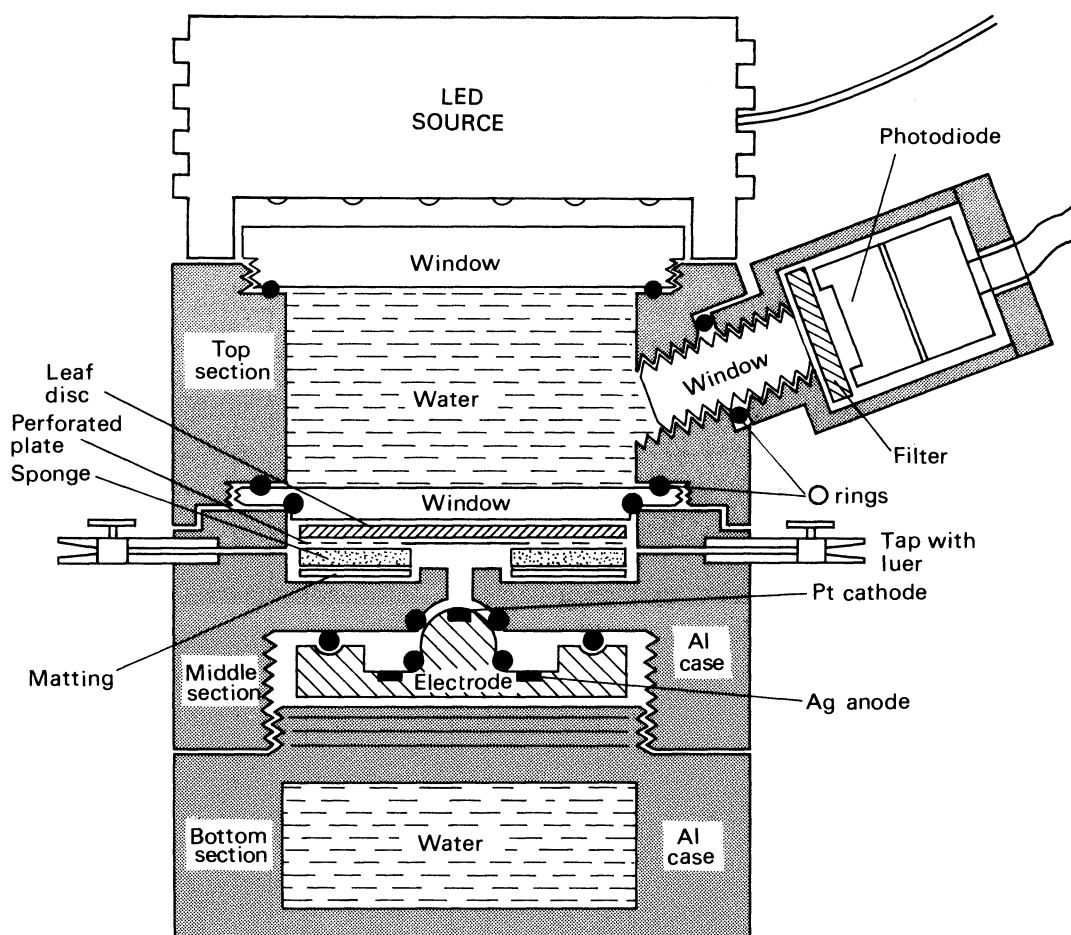 LED
SOURCE
Photodiode
Window
Top
section
Leaf
disc
Window
Water
Perforated
plate
Sponge
Filter
Window
O rings
Tap with
luer
Pt cathode
Matting
Middle
section
Electrode
Al
case
Ag anode
Bottom
section
Water
Al
case